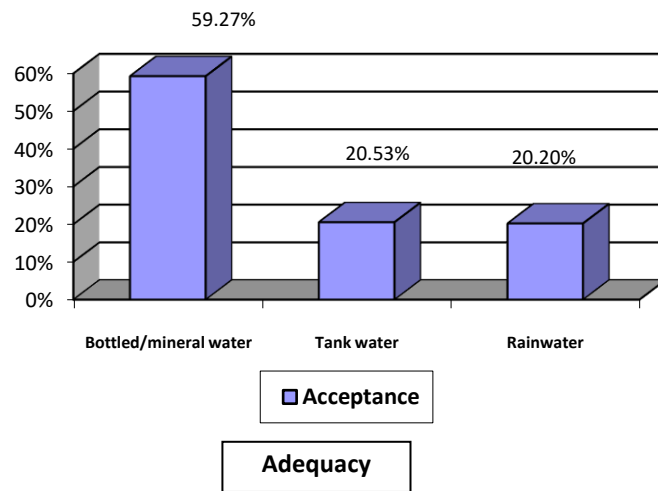 59.27%
60%
50%
40%
30%
20%
10%
0%
20.53%
20.20%
Bottled/mineral water
Tank water
Rainwater
Acceptance
Adequacy